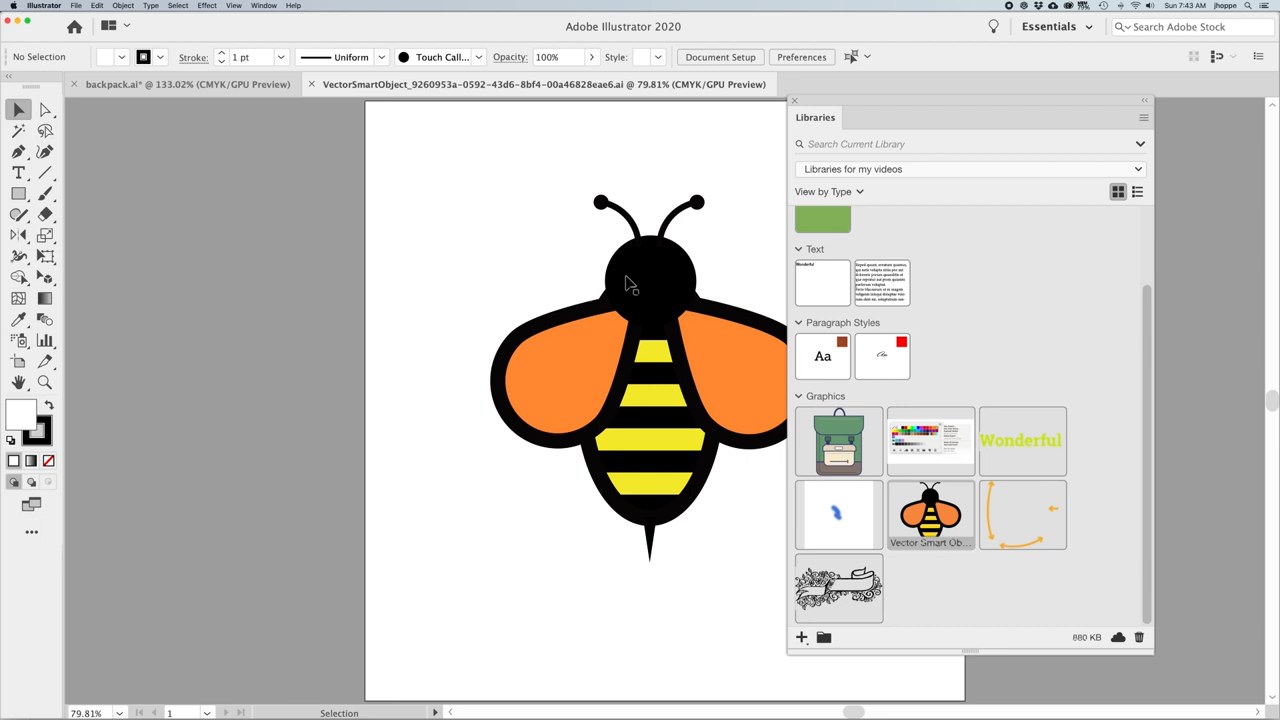 Illustrator File Edit Object Type Select Effect View Window Help
Sun 7:43 AM jhoppe
Adobe Illustrator 2020
Essentials
Search Adobe Stock
No Selection
Stroke: 1 pt
Uniform
Touch Call...
Opacity: 100%
Style:
Document Setup
Preferences
backpack.ai* @ 133.02% (CMYK/GPU Preview)
VectorSmartObject_9260953a-0592-43d6-8bf4-00a46828eae6.ai @ 79.81% (CMYK/GPU Preview)
Libraries
Search Current Library
Libraries for my videos
View by Type
Text
Wonderful
Paragraph Styles
Aa
Graphics
Wonderful
Vector Smart Ob...
880 KB
79.81%
1
Selection